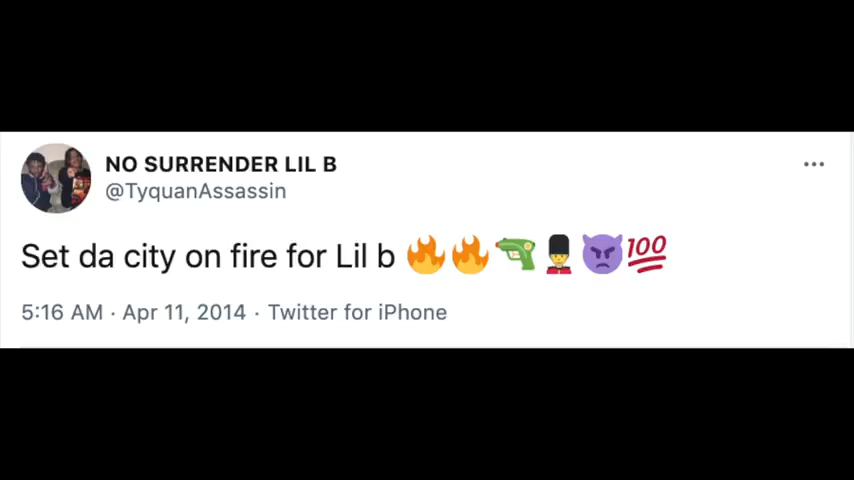 NO SURRENDER LIL B
@TyquanAssassin
Set da city on fire for Lil b 🔥🔥🔫💂👿💯
5:16 AM · Apr 11, 2014 · Twitter for iPhone